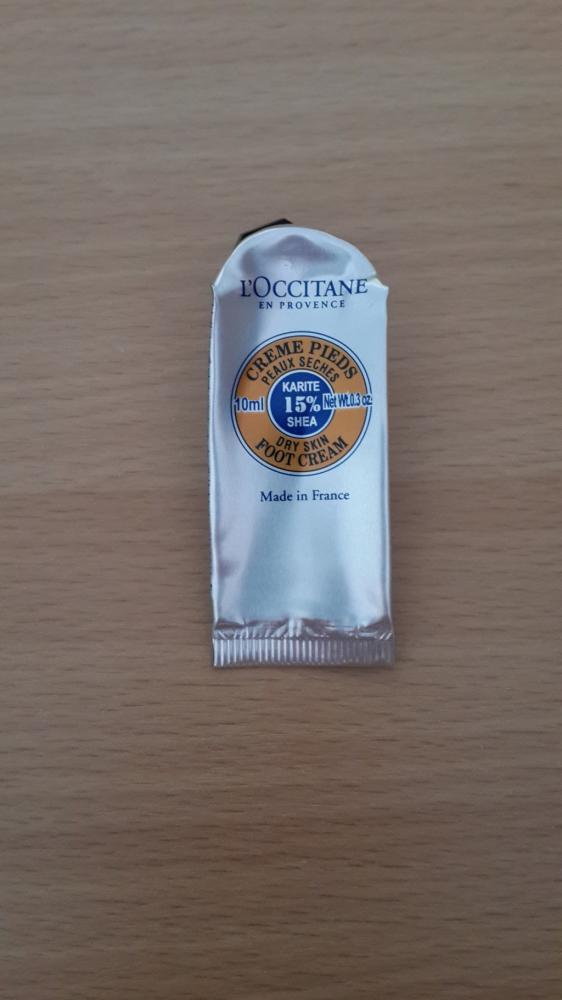 L'OCCITANE
EN PROVENCE
CREME PIEDS
PEAUX SECHES
10ml
KARITE
15%
SHEA
Net Wt.0.3 oz
DRY SKIN
FOOT CREAM
Made in France